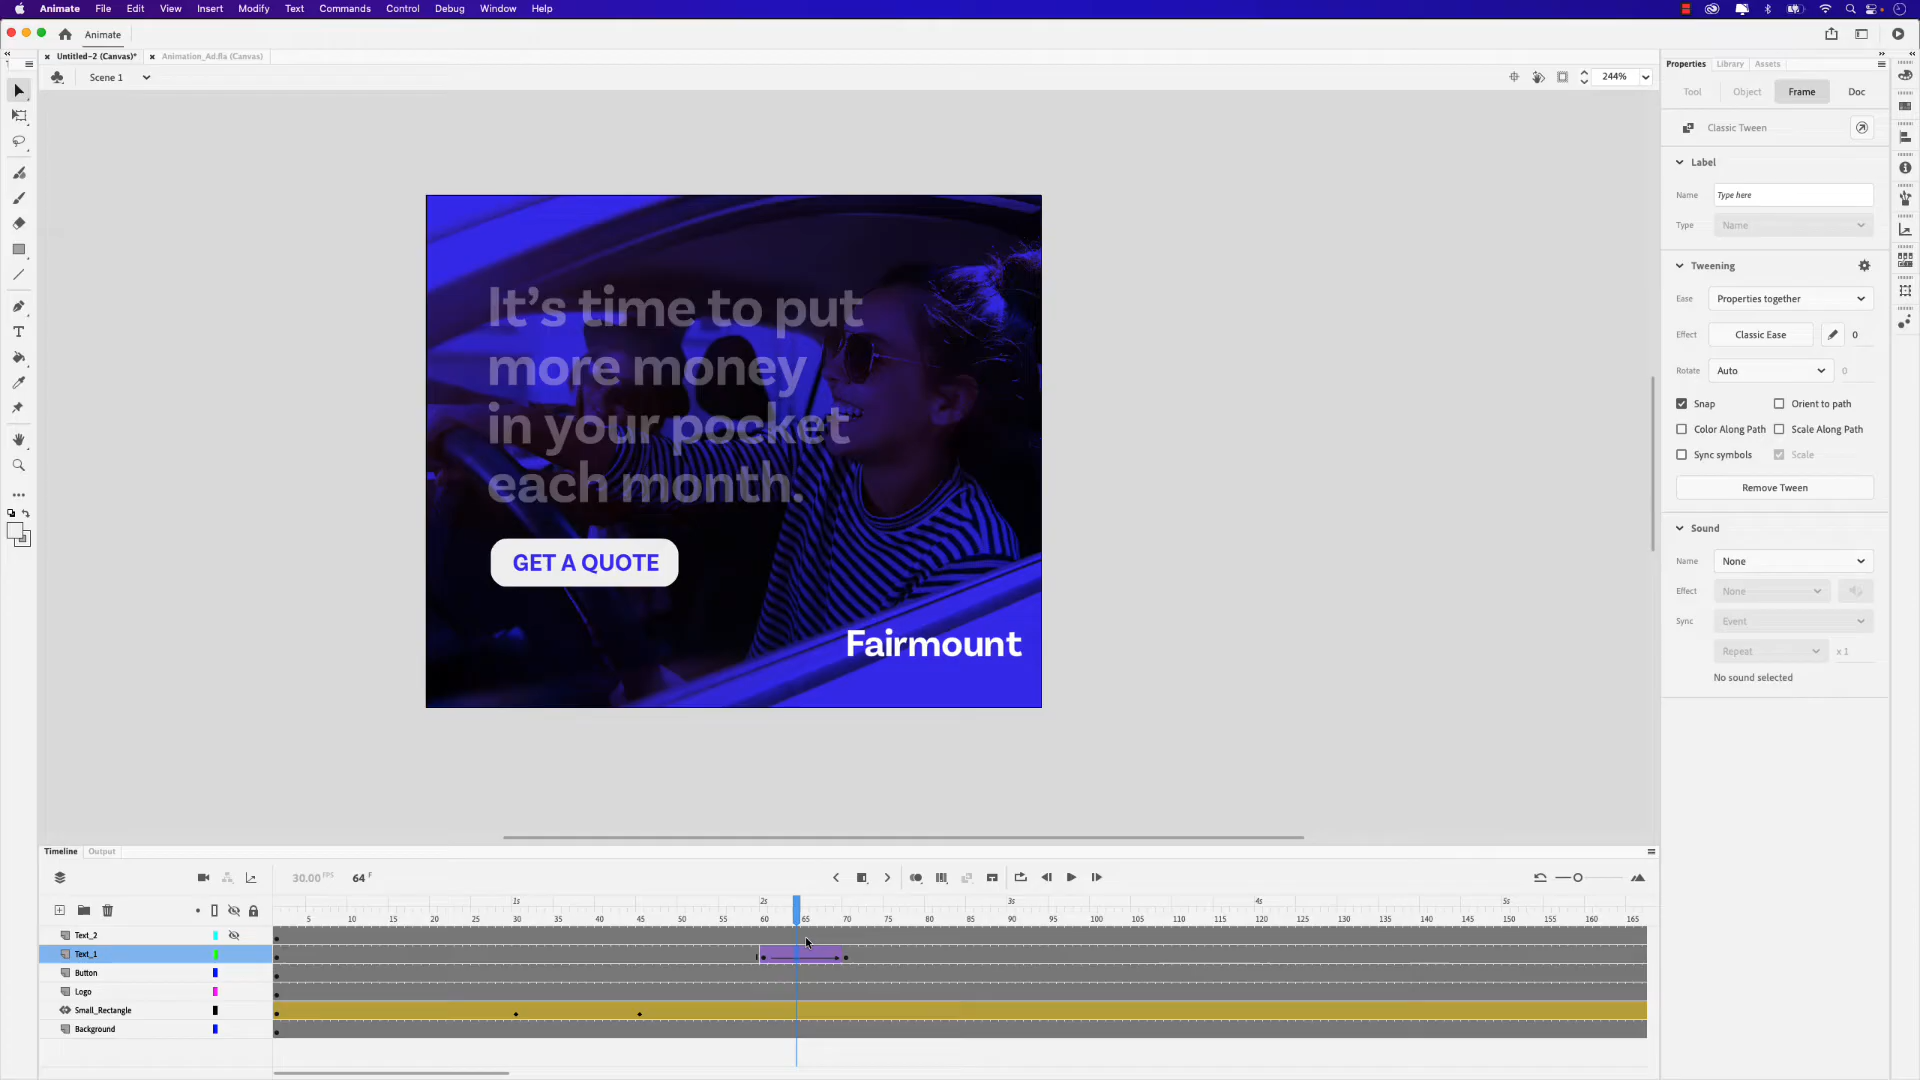 Animate File Edit View Insert Modify Text Commands Control Debug Window Help
Animate
Untitled-2 (Canvas)* Animation_Ad.fla (Canvas)
Scene 1 244%
Properties Library Assets
Tool Object Frame Doc
Classic Tween
Label
Name Type here
Type Name
Tweening
Ease Properties together
Effect Classic Ease 0
Rotate Auto 0
Snap Orient to path
Color Along Path Scale Along Path
Sync symbols Scale
Remove Tween
Sound
Name None
Effect None
Sync Event
Repeat x 1
No sound selected
It's time to put
more money
in your pocket
each month.
GET A QUOTE
Fairmount
Timeline Output
30.00 FPS 64 F
1s 2s 3s 4s 5s
5 10 15 20 25 30 35 40 45 50 55 60 65 70 75 80 85 90 95 100 105 110 115 120 125 130 135 140 145 150 155 160 165
Text_2
Text_1
Button
Logo
Small_Rectangle
Background